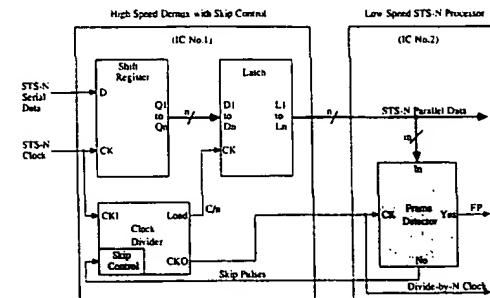 High Speed Demux with Skip Control
(IC No.1)
Low Speed STS-N Processor
(IC No.2)
Shift
Register
Latch
STS-N
Serial
Data
D
Q1
to
Qn
n
D1
to
Dn
L1
to
Ln
n
STS-N Parallel Data
m
STS-N
Clock
CK
CK
In
C/n
CK1
Load
Clock
Divider
Skip
Control
CKO
CK
Frame
Detector
Yes
FP
No
Skip Pulses
Divide-by-N Clock